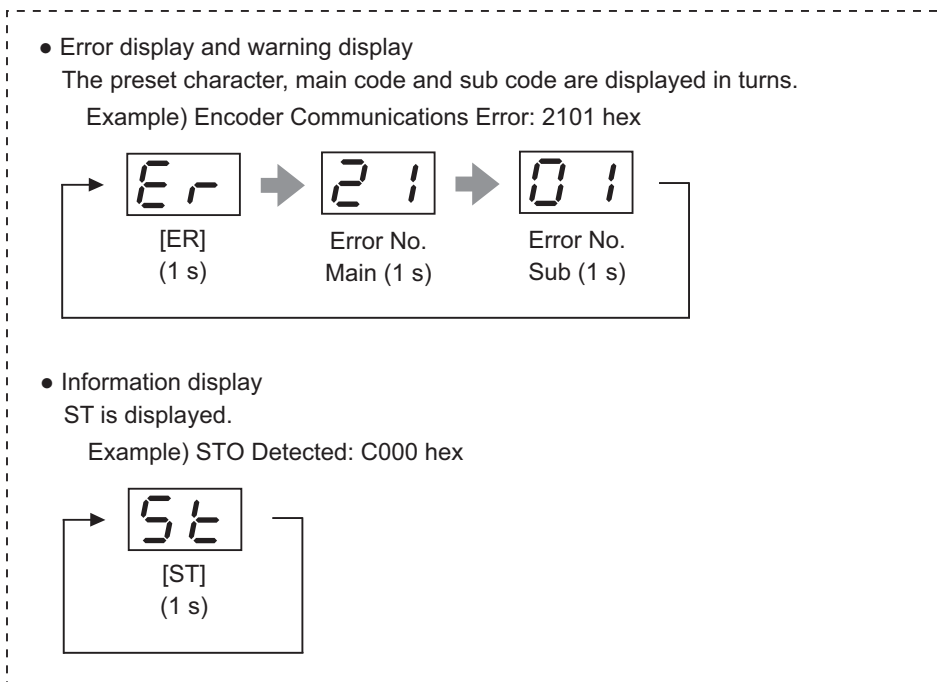 ● Error display and warning display
The preset character, main code and sub code are displayed in turns.
Example) Encoder Communications Error: 2101 hex
Er 21 01
[ER] Error No. Error No.
(1 s) Main (1 s) Sub (1 s)
● Information display
ST is displayed.
Example) STO Detected: C000 hex
St
[ST]
(1 s)